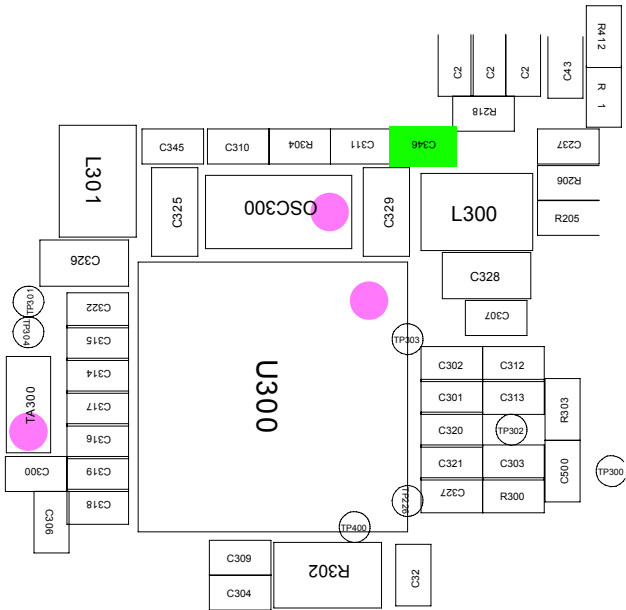 R412
C2
C2
C2
C43
R 1
R218
C345
C310
R304
C311
C346
C237
L301
C325
OSC300
C329
L300
R206
R205
C326
C328
TP301
C322
C307
TP304
C315
TP303
U300
C314
C302
C312
TA300
C317
C301
C313
R303
C316
C320
TP302
C300
C319
C321
C303
C500
TP300
C318
C327
R300
TP226
C306
TP400
C309
R302
C32
C304